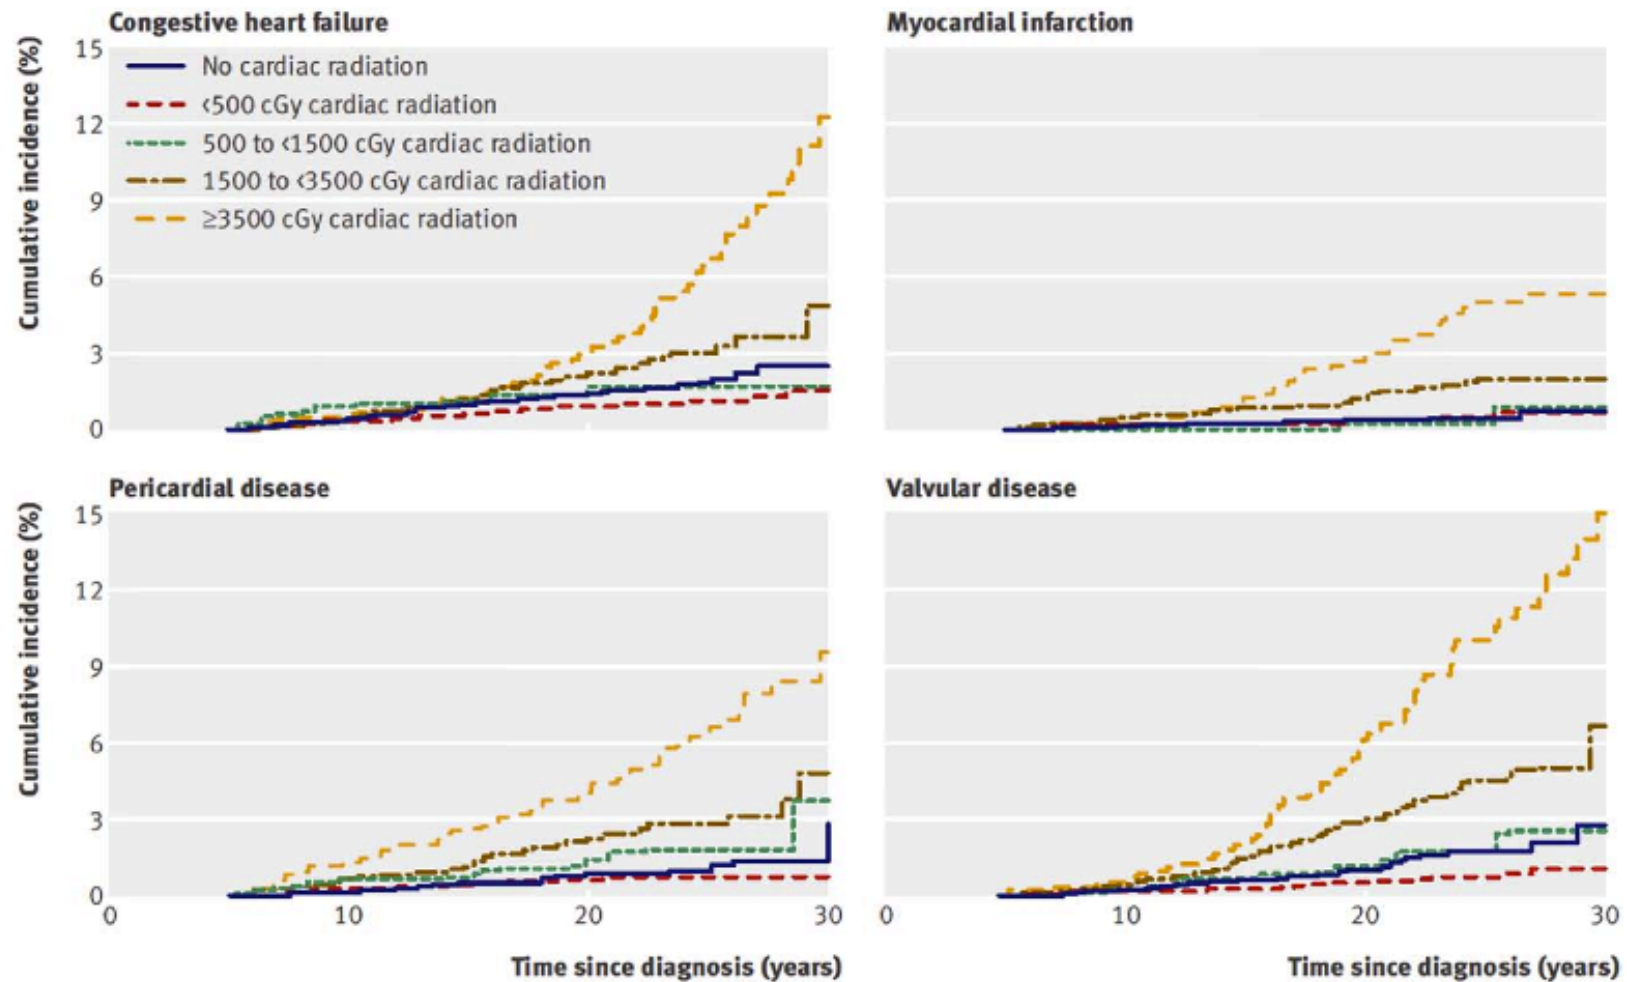 Congestive heart failure
Myocardial infarction
Cumulative incidence (%)
15
12
9
6
3
0
No cardiac radiation
<500 cGy cardiac radiation
500 to <1500 cGy cardiac radiation
1500 to <3500 cGy cardiac radiation
≥3500 cGy cardiac radiation
Pericardial disease
Valvular disease
Cumulative incidence (%)
15
12
9
6
3
0
0 10 20 30
0 10 20 30
Time since diagnosis (years)
Time since diagnosis (years)